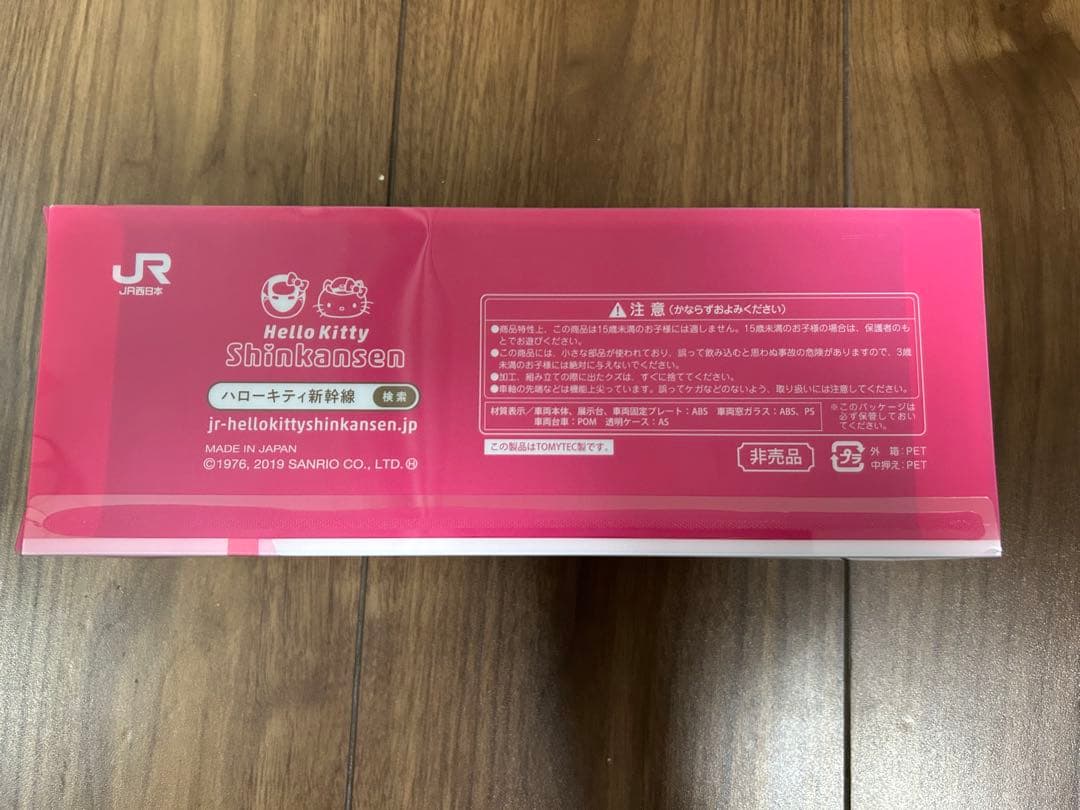 JR
JR西日本
Hello Kitty
Shinkansen
ハローキティ新幹線 検索
jr-hellokittyshinkansen.jp
MADE IN JAPAN
©1976, 2019 SANRIO CO., LTD. Ⓗ
注意(かならずおよみください)
●商品特性上、この商品は15歳未満のお子様には適しません。15歳未満のお子様の場合は、保護者のも
とでお遊びください。
●この商品には、小さな部品が使われており、誤って飲み込むと思わぬ事故の危険がありますので、3歳
未満のお子様には絶対に与えないでください。
●加工、組み立ての際に出たクズは、すぐに捨ててください。
●車軸の先端などは機能上尖っています。誤ってケガなどのないよう、取り扱いには注意してください。
材質表示/車両本体、展示台、車両固定プレート:ABS 車両窓ガラス:ABS、PS
車両台車:POM 透明ケース:AS
※このパッケージは
必ず保管しておい
てください。
この製品はTOMYTEC製です。
非売品
プラ
外 箱:PET
中押え:PET